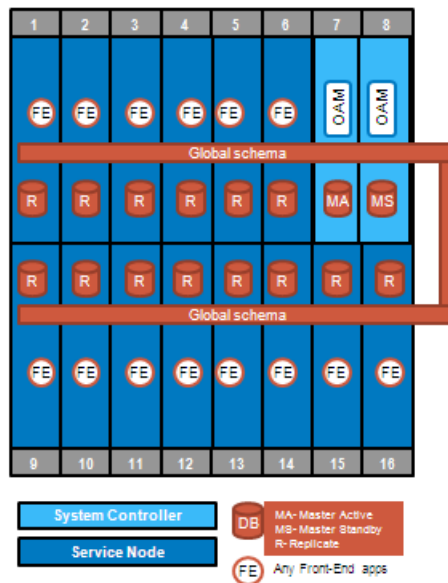 1 2 3 4 5 6 7 8
OAM OAM
FE FE FE FE FE FE
Global schema
R R R R R R MA MS
R R R R R R R R
Global schema
FE FE FE FE FE FE FE FE
9 10 11 12 13 14 15 16
System Controller
Service Node
DB
MA- Master Active
MS- Master Standby
R- Replicate
FE Any Front-End apps